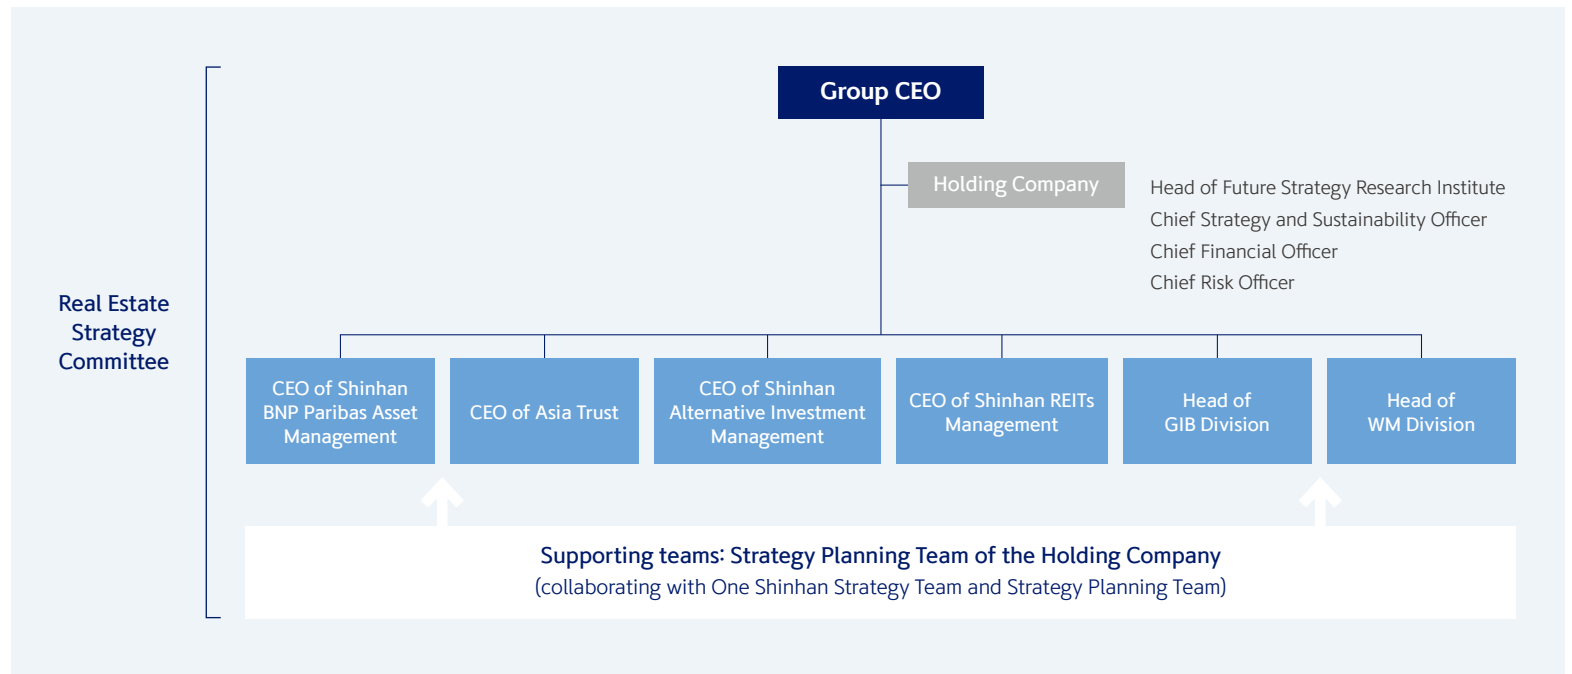 Group CEO
Holding Company
Head of Future Strategy Research Institute
Chief Strategy and Sustainability Officer
Chief Financial Officer
Chief Risk Officer
Real Estate
Strategy
Committee
CEO of Shinhan
BNP Paribas Asset
Management
CEO of Asia Trust
CEO of Shinhan
Alternative Investment
Management
CEO of Shinhan REITs
Management
Head of
GIB Division
Head of
WM Division
Supporting teams: Strategy Planning Team of the Holding Company
(collaborating with One Shinhan Strategy Team and Strategy Planning Team)